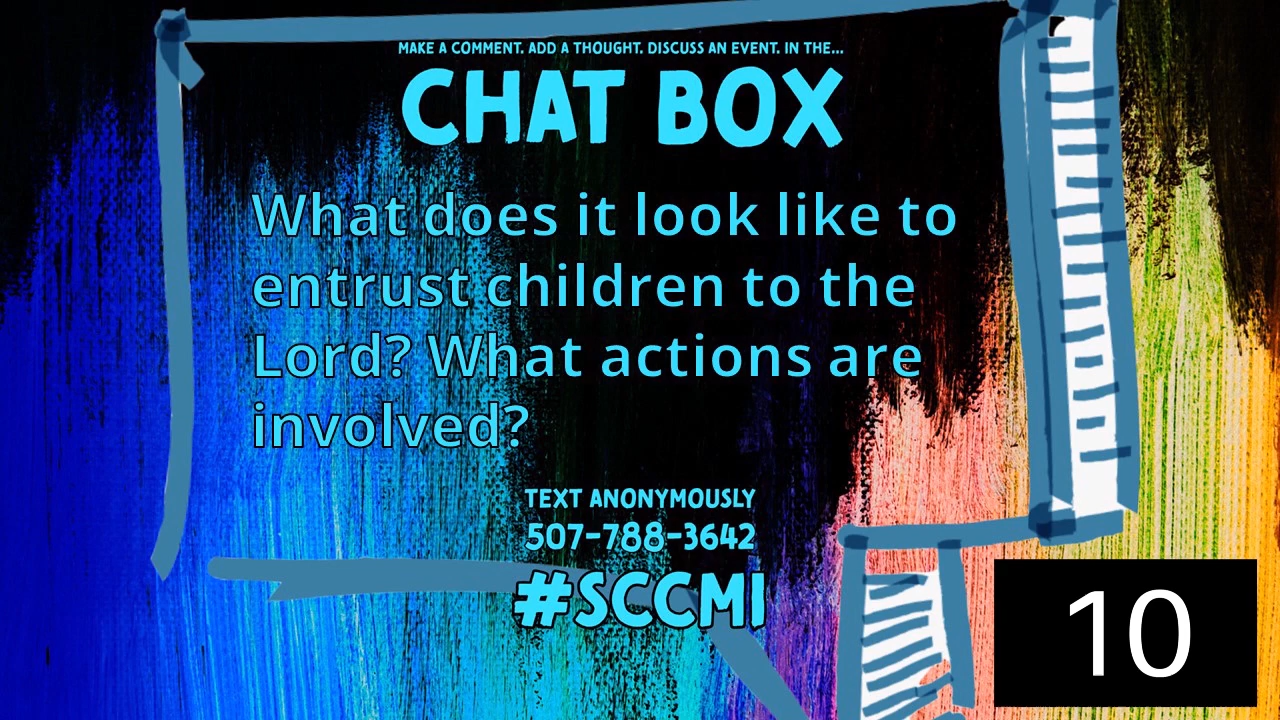 MAKE A COMMENT. ADD A THOUGHT. DISCUSS AN EVENT. IN THE...
CHAT BOX
What does it look like to
entrust children to the
Lord? What actions are
involved?
TEXT ANONYMOUSLY
507-788-3642
#SCCMI
10